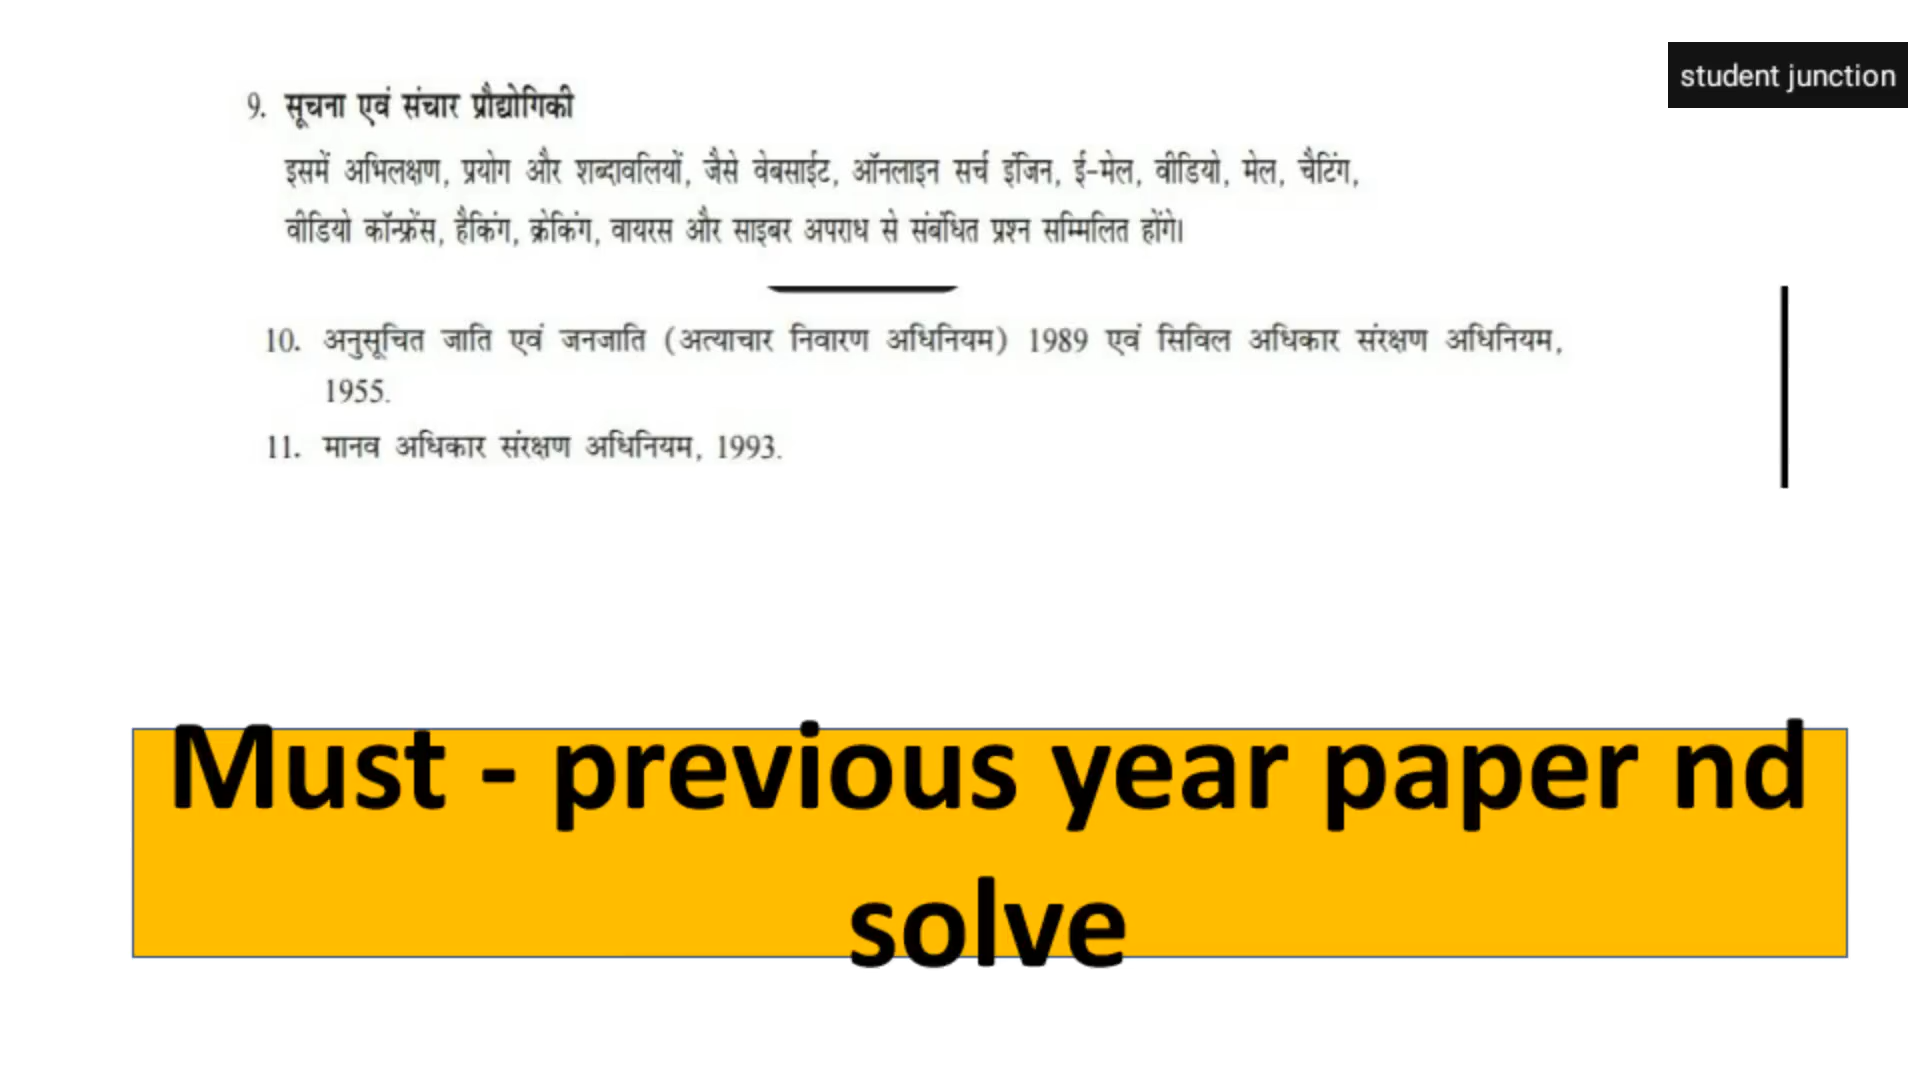 student junction
9. सूचना एवं संचार प्रौद्योगिकी
इसमें अभिलक्षण, प्रयोग और शब्दावलियों, जैसे वेबसाईट, ऑनलाइन सर्च इंजिन, ई-मेल, वीडियो, मेल, चैटिंग,
वीडियो कॉन्फ्रेंस, हैकिंग, क्रेकिंग, वायरस और साइबर अपराध से संबंधित प्रश्न सम्मिलित होंगे।
10. अनुसूचित जाति एवं जनजाति (अत्याचार निवारण अधिनियम) 1989 एवं सिविल अधिकार संरक्षण अधिनियम,
1955.
11. मानव अधिकार संरक्षण अधिनियम, 1993.
Must - previous year paper nd
solve